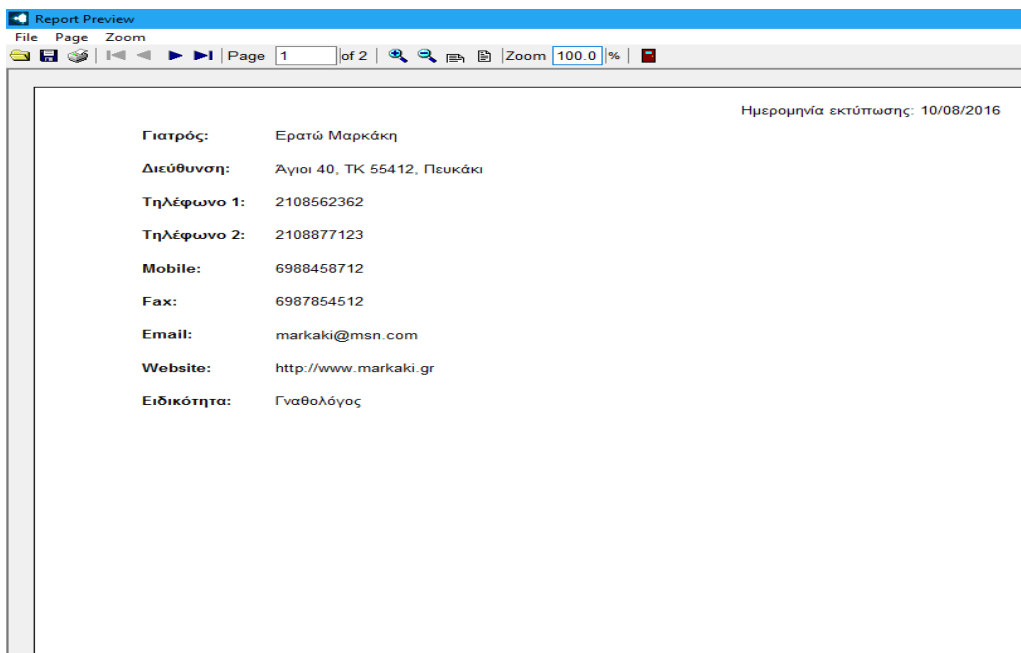 Report Preview
File Page Zoom
Page 1 of 2 Zoom 100.0 %
Ημερομηνία εκτύπωσης: 10/08/2016
Γιατρός: Ερατώ Μαρκάκη
Διεύθυνση: Άγιοι 40, ΤΚ 55412, Πευκάκι
Τηλέφωνο 1: 2108562362
Τηλέφωνο 2: 2108877123
Mobile: 6988458712
Fax: 6987854512
Email: markaki@msn.com
Website: http://www.markaki.gr
Ειδικότητα: Γναθολόγος